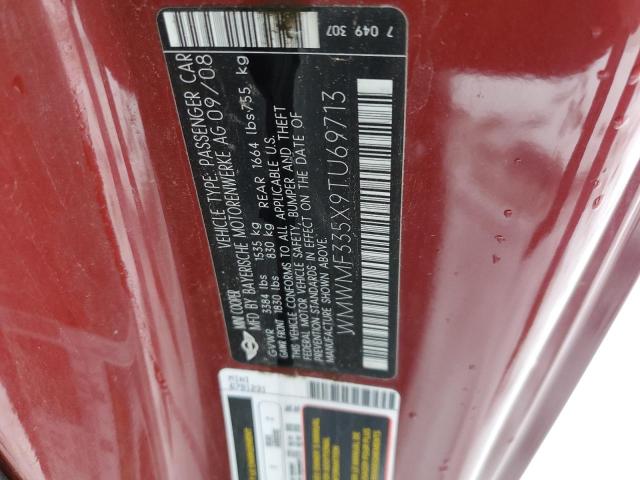 MINI COOPER VEHICLE TYPE: PASSENGER CAR
MFD BY BAYERISCHE MOTORENWERKE AG 09/08
GVWR 3384 lbs 1535 kg REAR 1664 lbs/755 kg
GAWR FRONT 1830 lbs 830 kg
THIS VEHICLE CONFORMS TO ALL APPLICABLE U.S.
FEDERAL MOTOR VEHICLE SAFETY, BUMPER AND THEFT
PREVENTION STANDARDS IN EFFECT ON THE DATE OF
MANUFACTURE SHOWN ABOVE.
WMWMF335X9TU69713
7 049 307
MINI
6791231